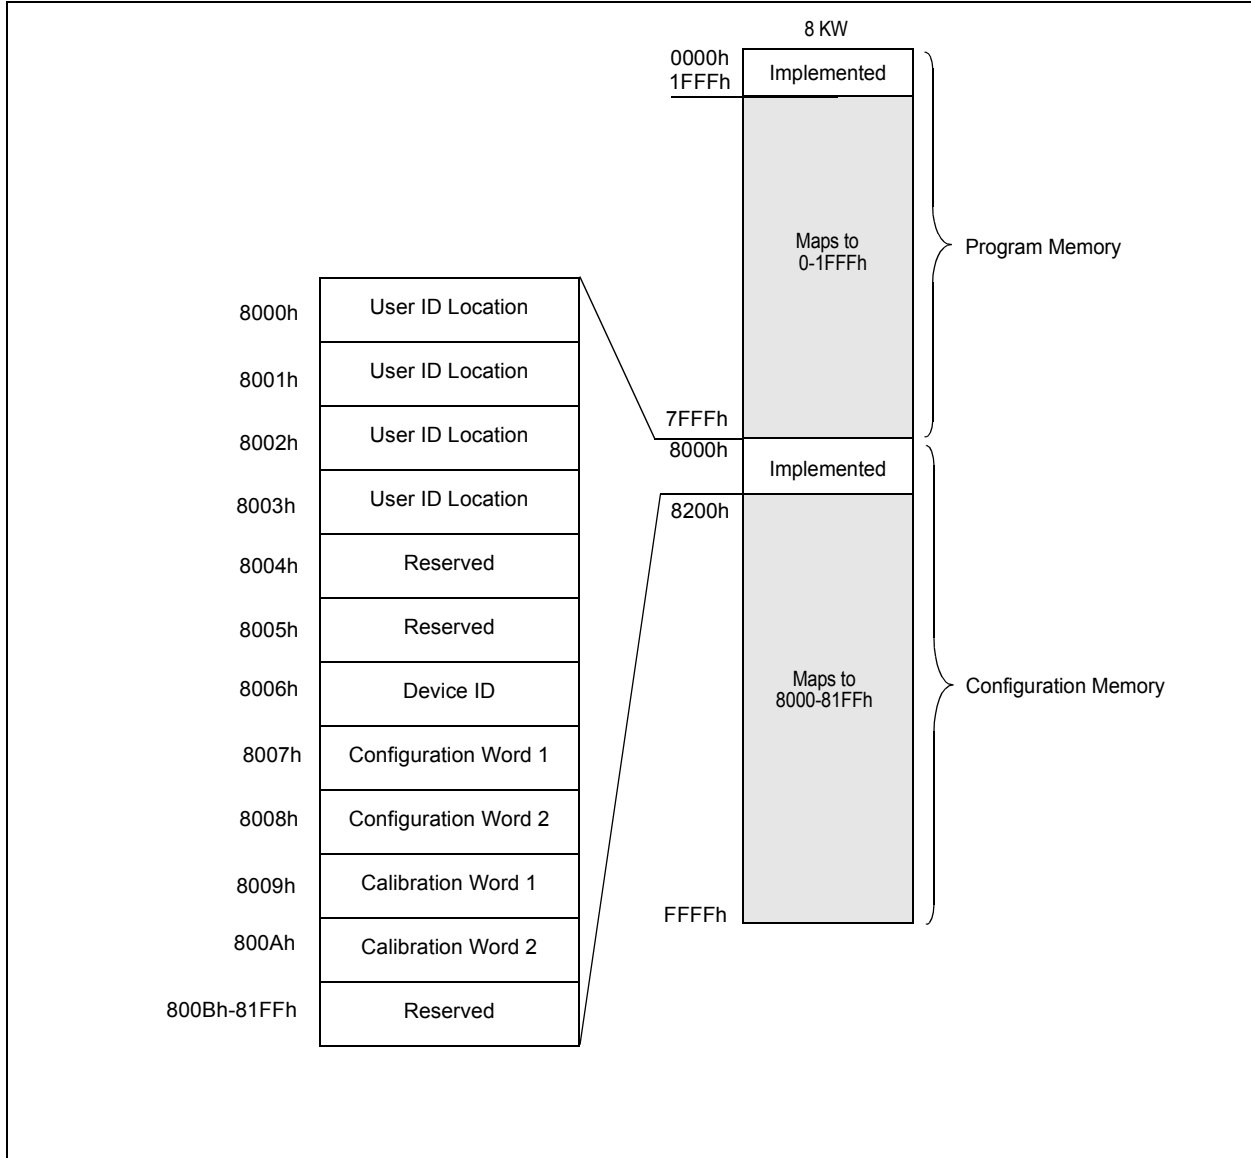 8 KW
0000h
1FFFh
Implemented
Maps to
0-1FFFh
Program Memory
7FFFh
8000h
Implemented
8200h
Maps to
8000-81FFh
Configuration Memory
FFFFh
8000h User ID Location
8001h User ID Location
8002h User ID Location
8003h User ID Location
8004h Reserved
8005h Reserved
8006h Device ID
8007h Configuration Word 1
8008h Configuration Word 2
8009h Calibration Word 1
800Ah Calibration Word 2
800Bh-81FFh Reserved